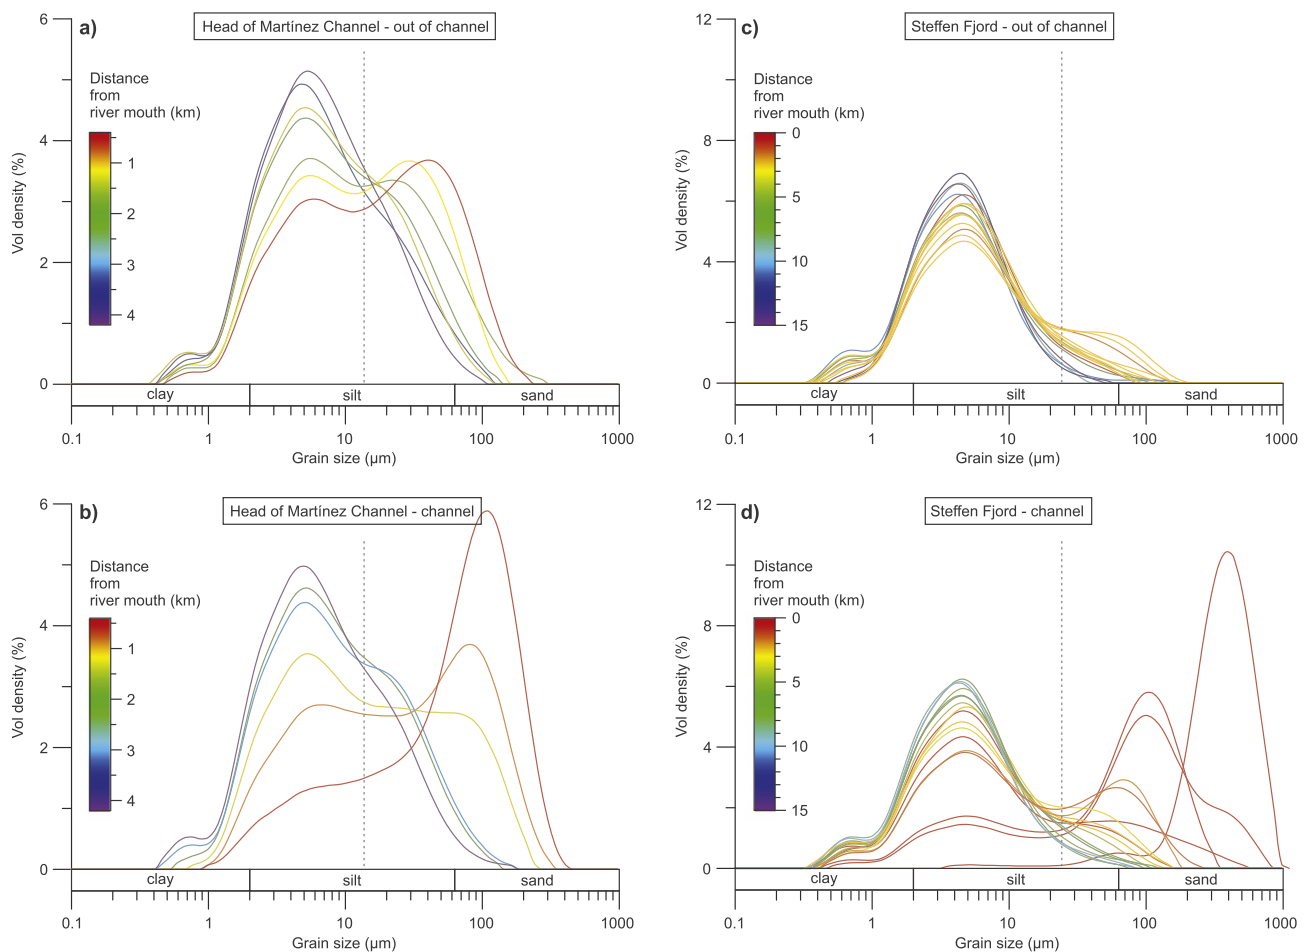 a)
Head of Martínez Channel - out of channel
Distance
from
river mouth (km)
1
2
3
4
Vol density (%)
6
4
2
0
clay silt sand
0.1 1 10 100 1000
Grain size (µm)
c)
Steffen Fjord - out of channel
Distance
from
river mouth (km)
0
5
10
15
Vol density (%)
12
8
4
0
clay silt sand
0.1 1 10 100 1000
Grain size (µm)
b)
Head of Martínez Channel - channel
Distance
from
river mouth (km)
1
2
3
4
Vol density (%)
6
4
2
0
clay silt sand
0.1 1 10 100 1000
Grain size (µm)
d)
Steffen Fjord - channel
Distance
from
river mouth (km)
0
5
10
15
Vol density (%)
12
8
4
0
clay silt sand
0.1 1 10 100 1000
Grain size (µm)